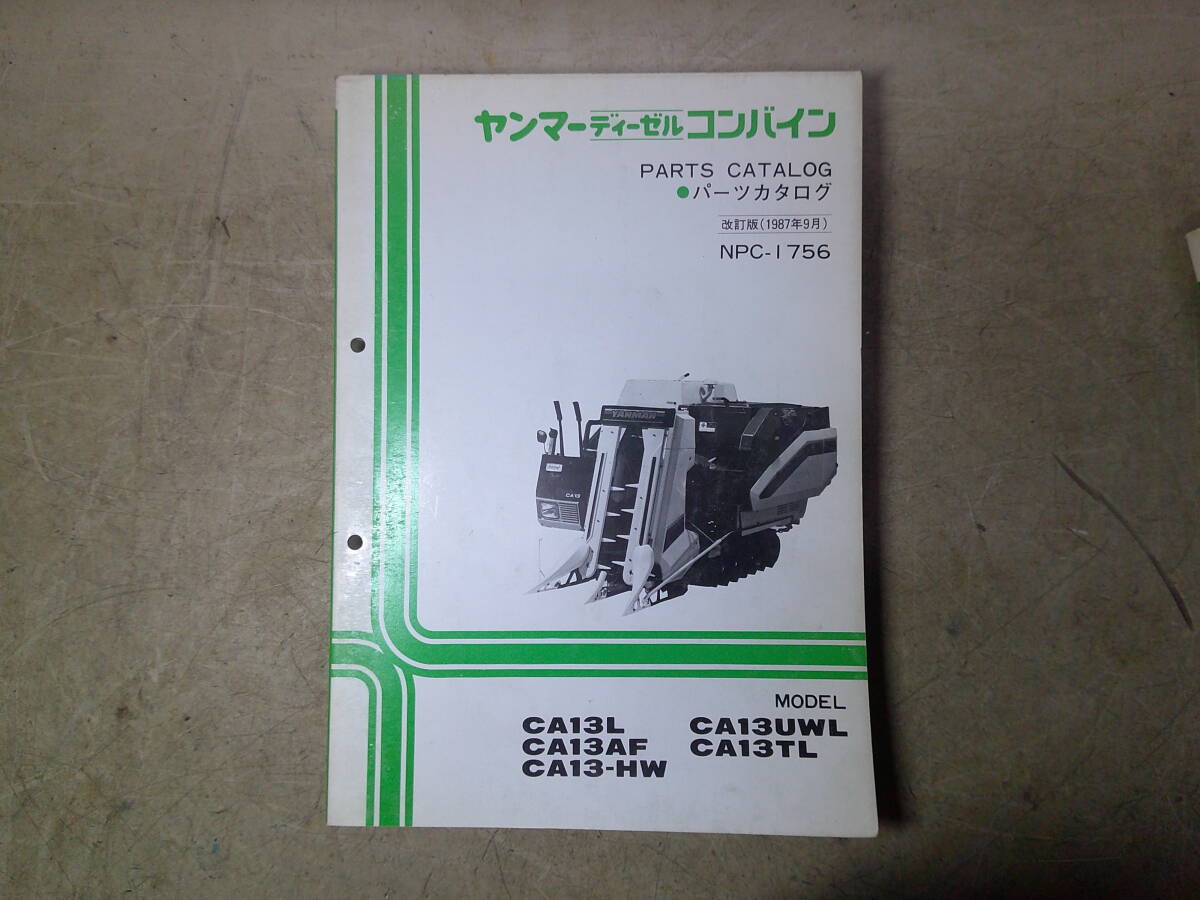 ヤンマーディーゼルコンバイン
PARTS CATALOG
●パーツカタログ
改訂版(1987年9月)
NPC-1756
YANMAR
CA13
MODEL
CA13L CA13UWL
CA13AF CA13TL
CA13-HW